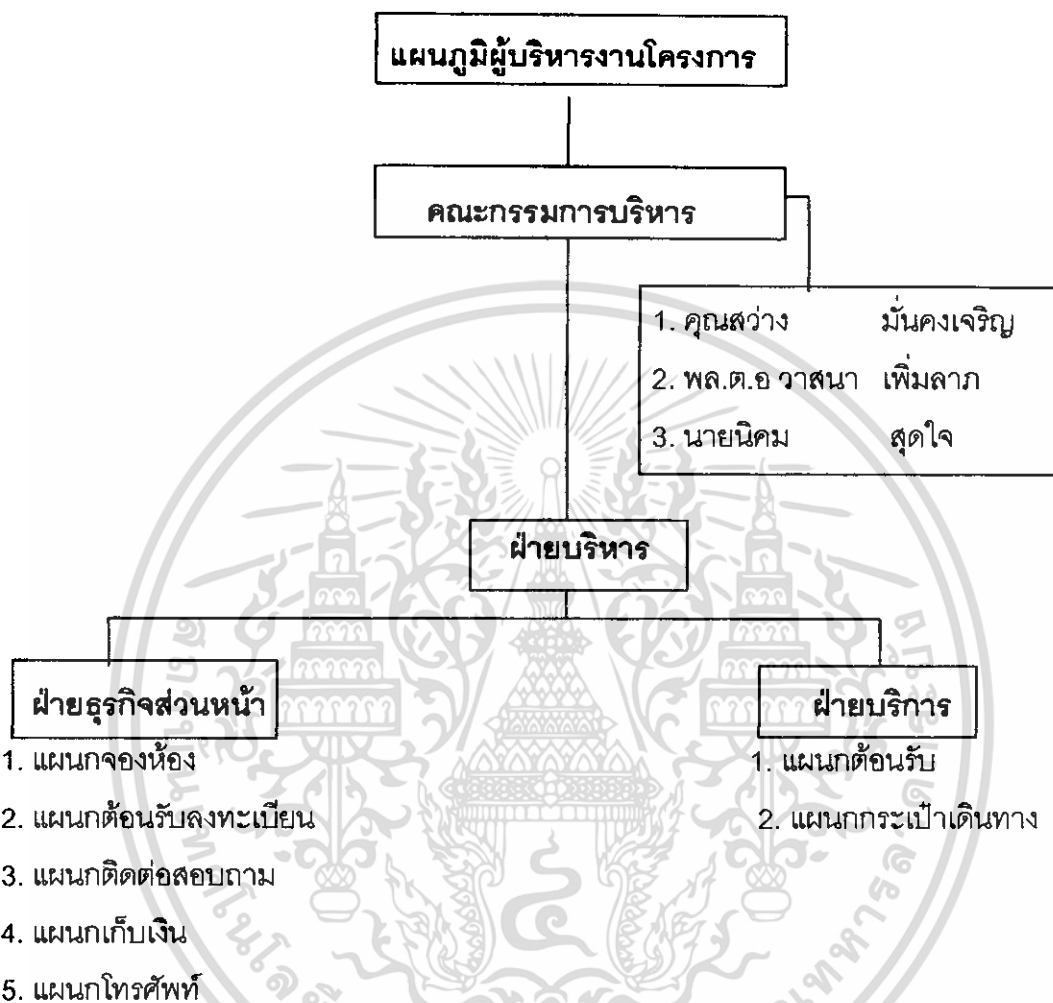 แผนภูมิผู้บริหารงานโครงการ
คณะกรรมการบริหาร
1. คุณสว่าง มั่นคงเจริญ
2. พล.ต.อ วาสนา เพิ่มลาภ
3. นายนิคม สุดใจ
ฝ่ายบริหาร
ฝ่ายธุรกิจส่วนหน้า
1. แผนกจองห้อง
2. แผนกต้อนรับลงทะเบียน
3. แผนกติดต่อสอบถาม
4. แผนกเก็บเงิน
5. แผนกโทรศัพท์
ฝ่ายบริการ
1. แผนกต้อนรับ
2. แผนกกระเป๋าเดินทาง